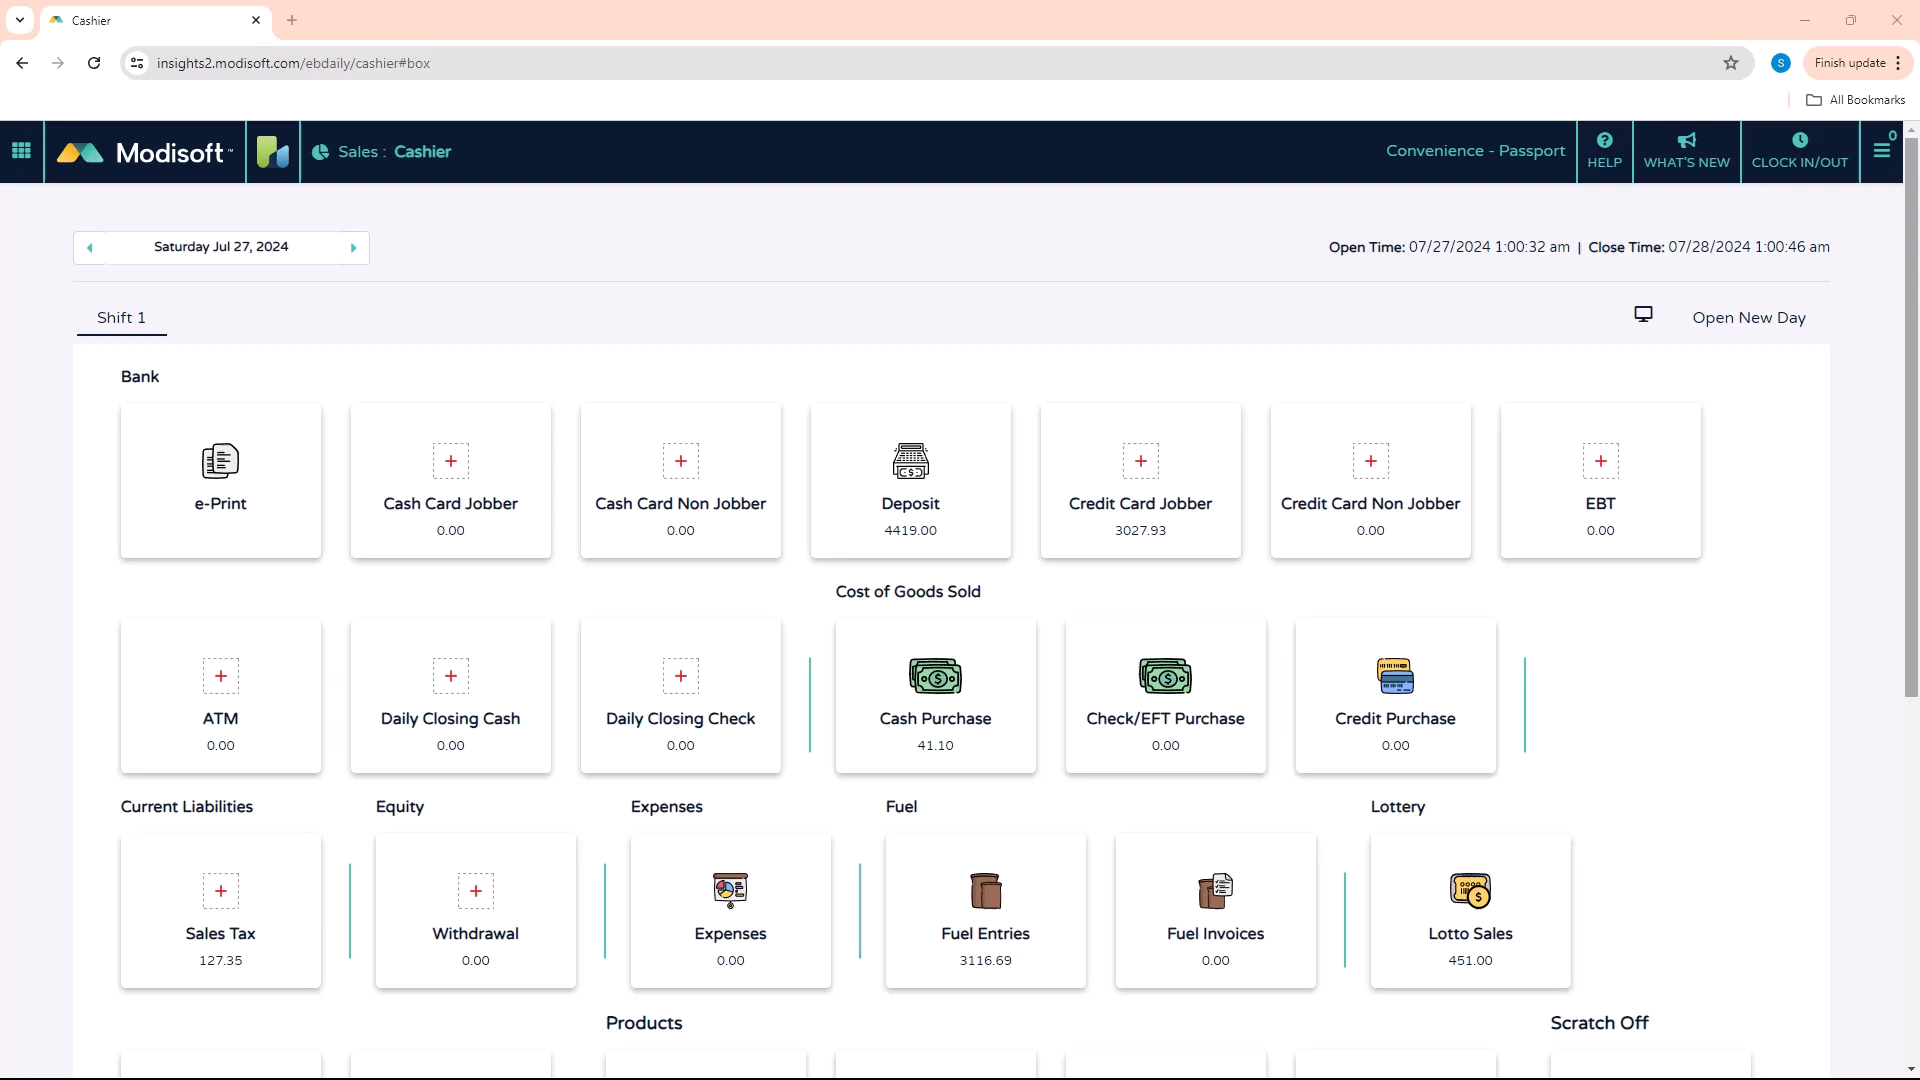 Cashier
insights2.modisoft.com/ebdaily/cashier#box
S
Finish update
All Bookmarks
Modisoft™
Sales : Cashier
Convenience - Passport
HELP
WHAT'S NEW
CLOCK IN/OUT
0
Saturday Jul 27, 2024
Open Time: 07/27/2024 1:00:32 am | Close Time: 07/28/2024 1:00:46 am
Shift 1
Open New Day
Bank
e-Print
Cash Card Jobber
0.00
Cash Card Non Jobber
0.00
Deposit
4419.00
Credit Card Jobber
3027.93
Credit Card Non Jobber
0.00
EBT
0.00
Cost of Goods Sold
ATM
0.00
Daily Closing Cash
0.00
Daily Closing Check
0.00
Cash Purchase
41.10
Check/EFT Purchase
0.00
Credit Purchase
0.00
Current Liabilities
Equity
Expenses
Fuel
Lottery
Sales Tax
127.35
Withdrawal
0.00
Expenses
0.00
Fuel Entries
3116.69
Fuel Invoices
0.00
Lotto Sales
451.00
Products
Scratch Off